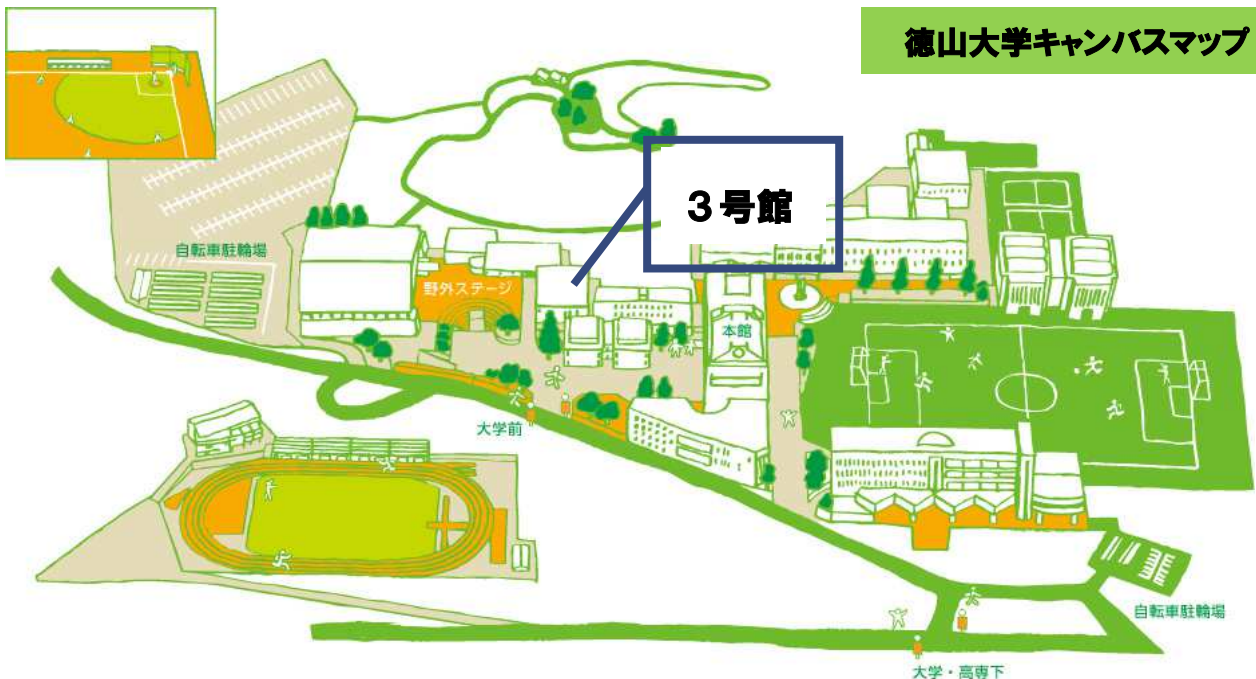 徳山大学キャンバスマップ
3号館
自転車駐輪場
野外ステージ
本館
大学前
自転車駐輪場
大学・高専下